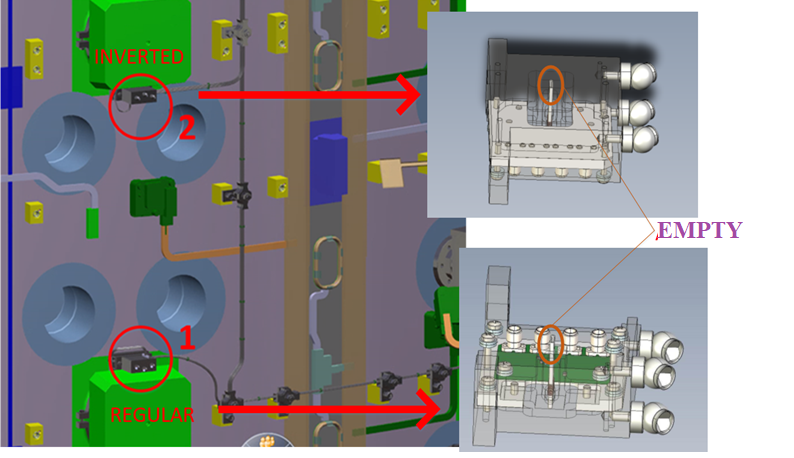 INVERTED
2
EMPTY
1
REGULAR